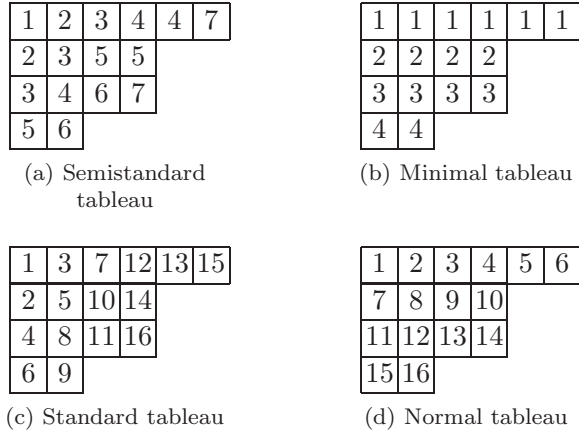 1 2 3 4 4 7
2 3 5 5
3 4 6 7
5 6
(a) Semistandard
tableau
1 1 1 1 1 1
2 2 2 2
3 3 3 3
4 4
(b) Minimal tableau
1 3 7 12 13 15
2 5 10 14
4 8 11 16
6 9
(c) Standard tableau
1 2 3 4 5 6
7 8 9 10
11 12 13 14
15 16
(d) Normal tableau